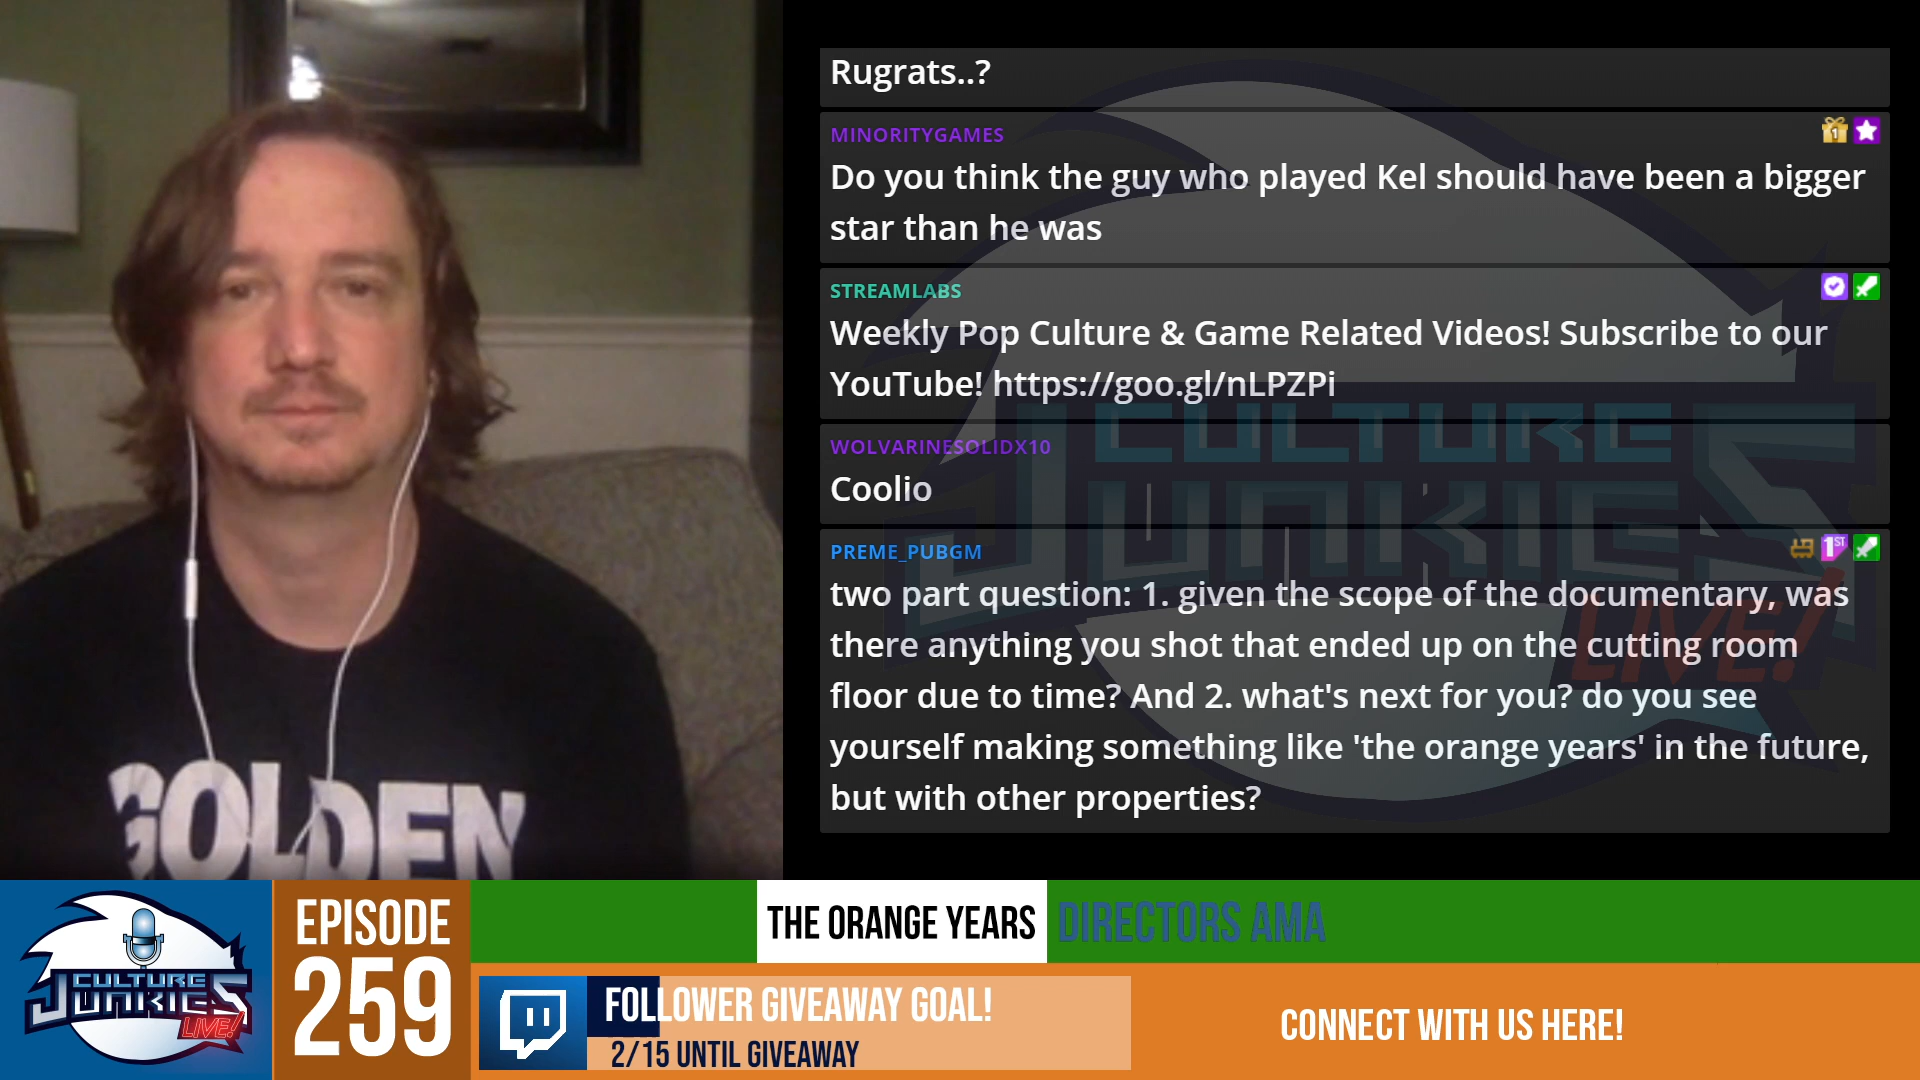 Rugrats..?
MINORITYGAMES
Do you think the guy who played Kel should have been a bigger
star than he was
STREAMLABS
Weekly Pop Culture & Game Related Videos! Subscribe to our
YouTube! https://goo.gl/nLPZPi
WOLVARINESOLIDX10
Coolio
PREME_PUBGM
1ST
two part question: 1. given the scope of the documentary, was
there anything you shot that ended up on the cutting room
floor due to time? And 2. what's next for you? do you see
yourself making something like 'the orange years' in the future,
but with other properties?
CULTURE
JUNKIES
LIVE!
GOLDEN
CULTURE
JUNKIES
LIVE!
EPISODE
259
THE ORANGE YEARS
DIRECTORS AMA
FOLLOWER GIVEAWAY GOAL!
2/15 UNTIL GIVEAWAY
CONNECT WITH US HERE!